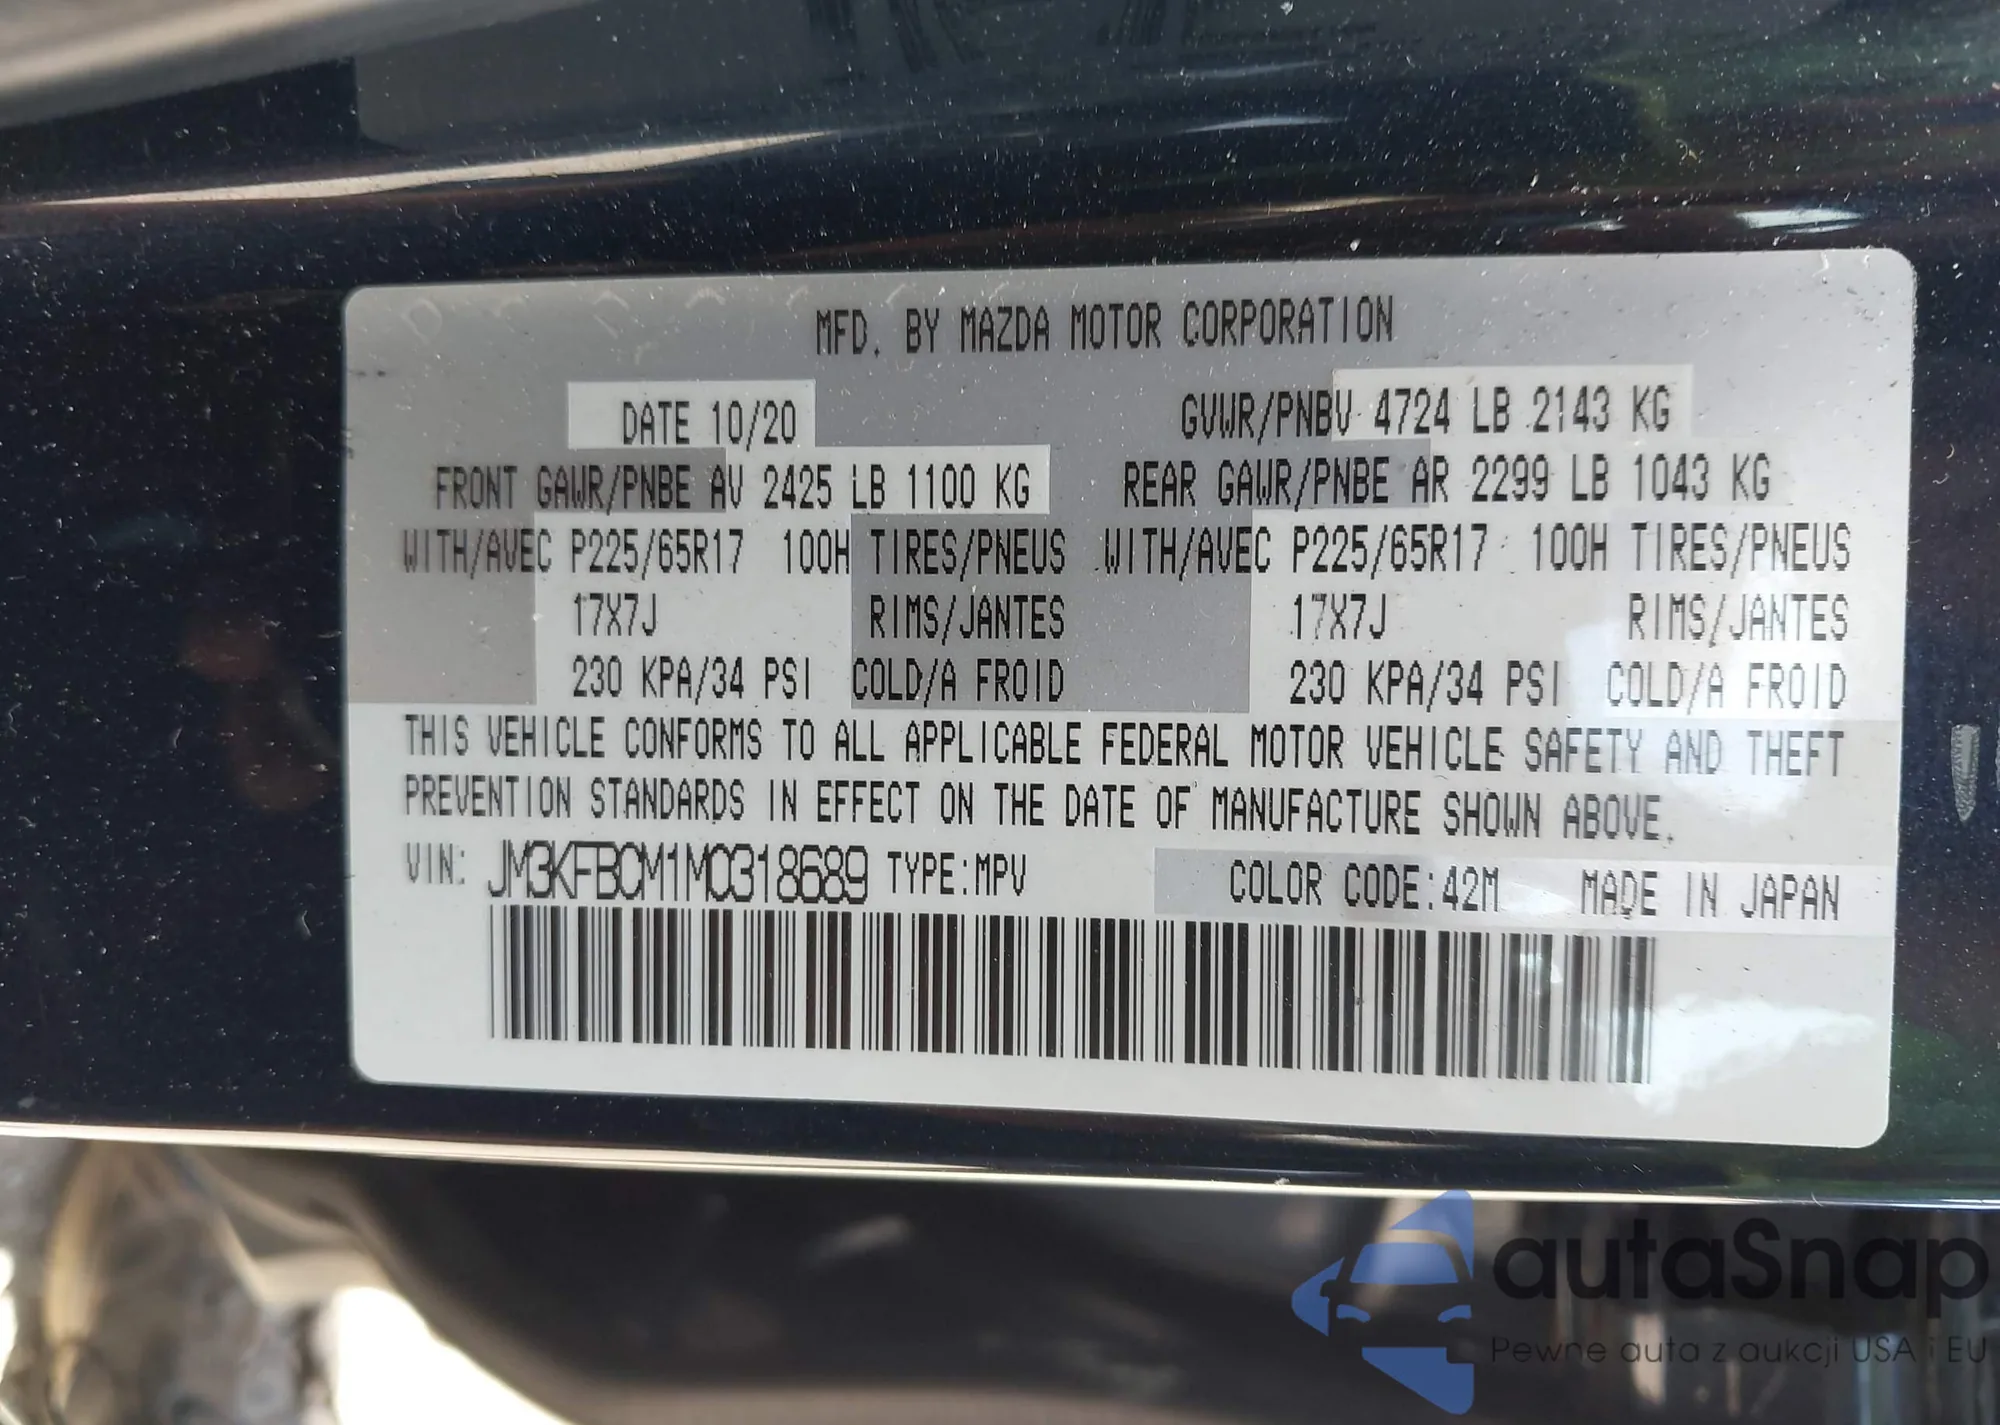 MFD. BY MAZDA MOTOR CORPORATION
DATE 10/20 GVWR/PNBV 4724 LB 2143 KG
FRONT GAWR/PNBE AV 2425 LB 1100 KG REAR GAWR/PNBE AR 2299 LB 1043 KG
WITH/AVEC P225/65R17 100H TIRES/PNEUS WITH/AVEC P225/65R17 100H TIRES/PNEUS
17X7J RIMS/JANTES 17X7J RIMS/JANTES
230 KPA/34 PSI COLD/A FROID 230 KPA/34 PSI COLD/A FROID
THIS VEHICLE CONFORMS TO ALL APPLICABLE FEDERAL MOTOR VEHICLE SAFETY AND THEFT
PREVENTION STANDARDS IN EFFECT ON THE DATE OF MANUFACTURE SHOWN ABOVE.
VIN: JM3KFBCM1M0318689 TYPE:MPV COLOR CODE:42M MADE IN JAPAN
autaSnap
Pewne auta z aukcji USA i EU